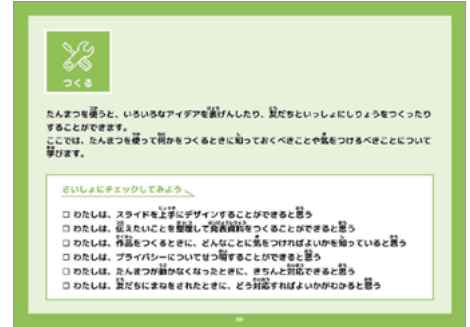 つくる
たんまつを使うと、いろいろなアイデアを表げんしたり、友だちといっしょにしりょうをつくったり
することができます。
ここでは、たんまつを使って何かをつくるときに知っておくべきことや気をつけるべきことについて
学びます。
さいしょにチェックしてみよう
□ わたしは、スライドを上手にデザインすることができると思う
□ わたしは、伝えたいことを整理して発表資料をつくることができると思う
□ わたしは、作品をつくるときに、どんなことに気をつければよいかを知っていると思う
□ わたしは、プライバシーについてせつ明することができると思う
□ わたしは、たんまつが動かなくなったときに、きちんと対応できると思う
□ わたしは、友だちにまねをされたときに、どう対応すればよいかがわかると思う